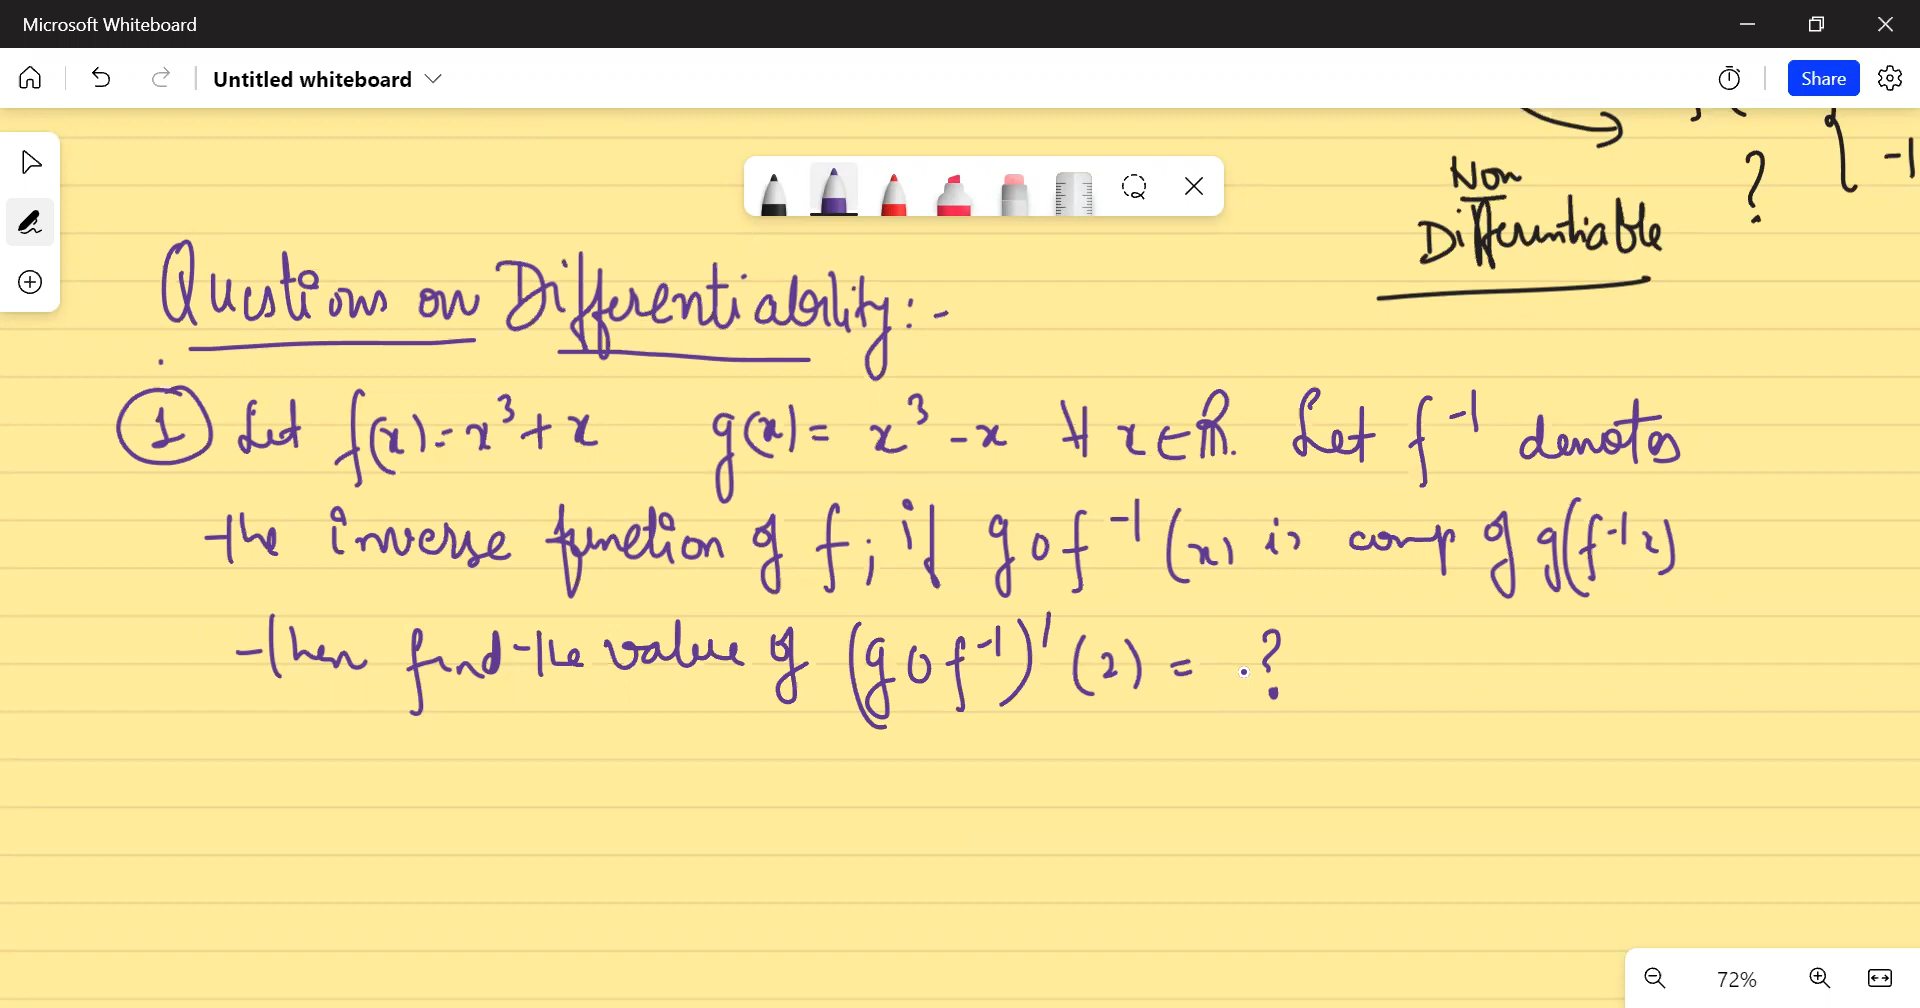 Microsoft Whiteboard
Untitled whiteboard
Share
-1
Non
?
Differentiable
Questions on Differentiability:-
① Let f(x)=x³+x g(x)= x³-x ∀ x∈R. Let f⁻¹ denotes
the inverse function of f; if gof⁻¹(x) is comp of g(f⁻¹x)
then find the value of (gof⁻¹)'(2) = ?
72%